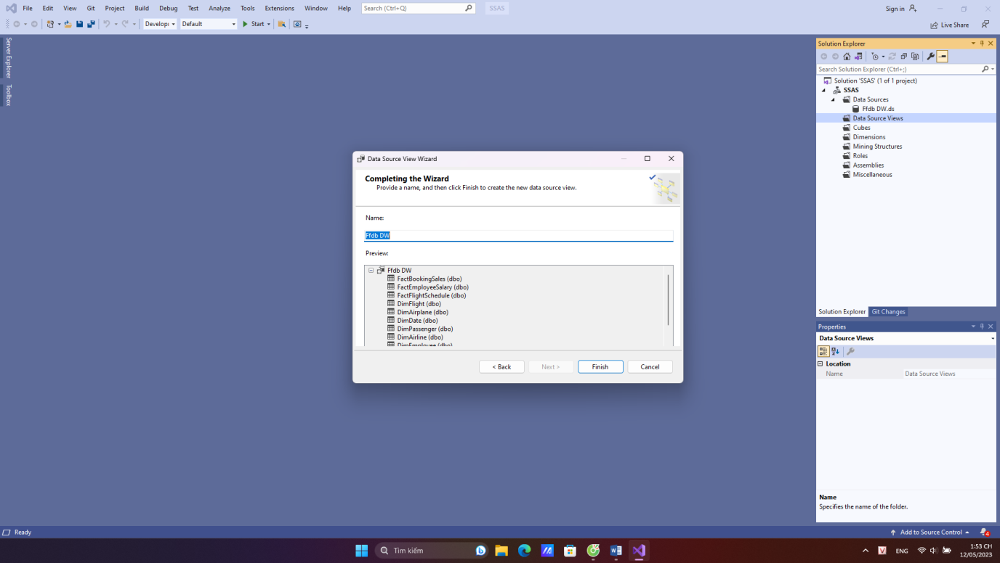 File Edit View Git Project Build Debug Test Analyze Tools Extensions Window Help Search (Ctrl+Q) SSAS Sign in
Develop Default Start Live Share
Server Explorer
Toolbox
Solution Explorer
Search Solution Explorer (Ctrl+;)
Solution 'SSAS' (1 of 1 project)
SSAS
Data Sources
Ffdb DW.ds
Data Source Views
Cubes
Dimensions
Mining Structures
Roles
Assemblies
Miscellaneous
Solution Explorer Git Changes
Properties
Data Source Views
Location
Name Data Source Views
Name
Specifies the name of the folder.
Data Source View Wizard
Completing the Wizard
Provide a name, and then click Finish to create the new data source view.
Name:
Ffdb DW
Preview:
Ffdb DW
FactBookingSales (dbo)
FactEmployeeSalary (dbo)
FactFlightSchedule (dbo)
DimFlight (dbo)
DimAirplane (dbo)
DimDate (dbo)
DimPassenger (dbo)
DimAirline (dbo)
DimEmployee (dbo)
< Back Next > Finish Cancel
Ready Add to Source Control 4
Tìm kiếm V ENG 1:53 CH
12/05/2023